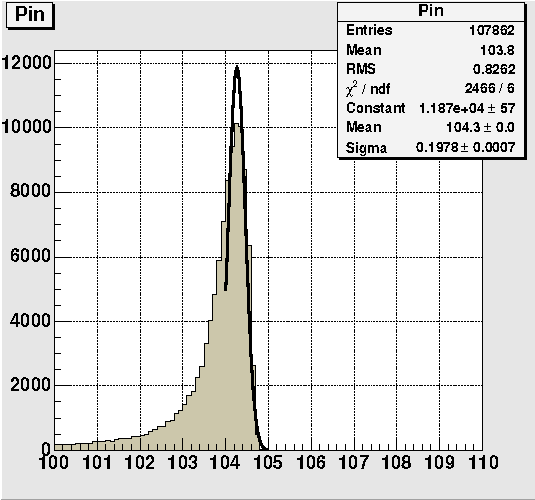 Pin
Pin
Entries 107862
Mean 103.8
RMS 0.8262
χ² / ndf 2466 / 6
Constant 1.187e+04 ± 57
Mean 104.3 ± 0.0
Sigma 0.1978 ± 0.0007
12000
10000
8000
6000
4000
2000
0
100 101 102 103 104 105 106 107 108 109 110